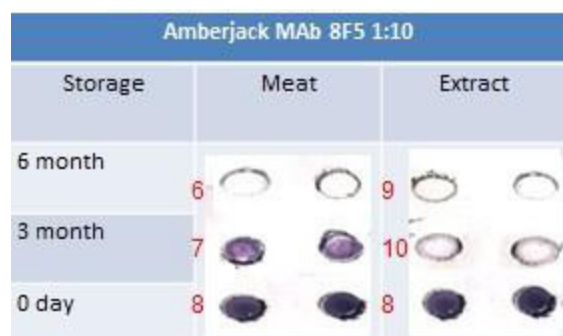 Amberjack MAb 8F5 1:10
Storage Meat Extract
6 month
6 9
3 month
7 10
0 day 8 8